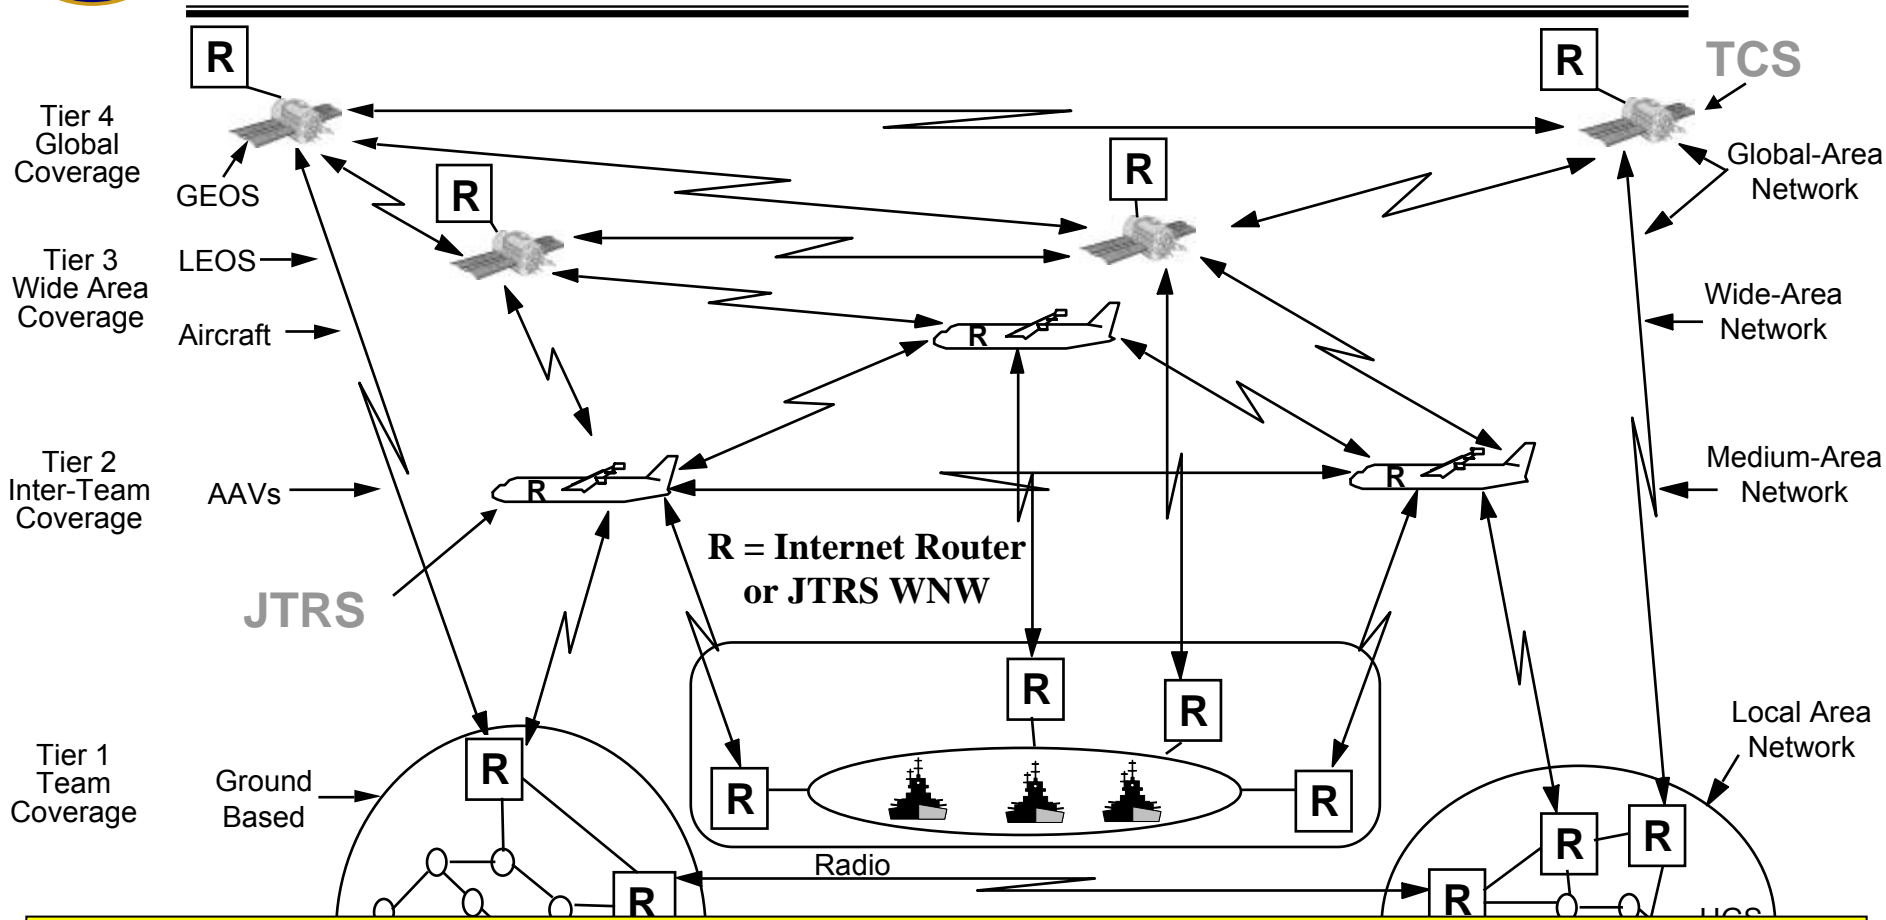 R
R
TCS
Tier 4
Global
Coverage
GEOS
R
R
Global-Area
Network
Tier 3
Wide Area
Coverage
LEOS
Aircraft
R
Wide-Area
Network
Tier 2
Inter-Team
Coverage
AAVs
R
R
Medium-Area
Network
R = Internet Router
or JTRS WNW
JTRS
R
R
Local Area
Network
Tier 1
Team
Coverage
Ground
Based
R
R
R
R
R
Radio
R
R